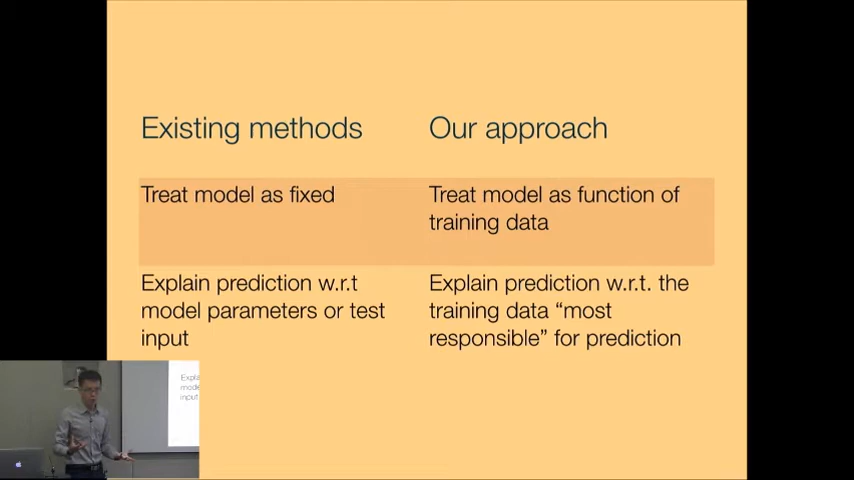 Existing methods
Our approach
Treat model as fixed
Treat model as function of
training data
Explain prediction w.r.t
model parameters or test
input
Explain prediction w.r.t. the
training data “most
responsible” for prediction
input